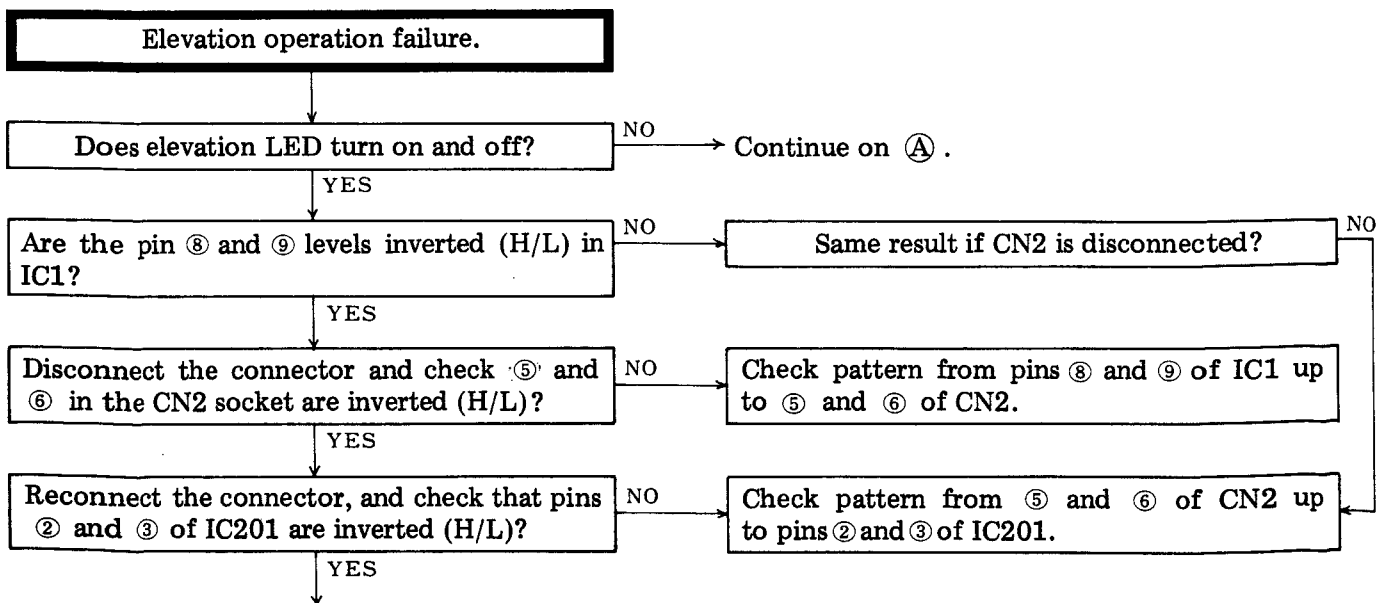 Elevation operation failure.
Does elevation LED turn on and off?
NO
Continue on Ⓐ .
YES
Are the pin ⑧ and ⑨ levels inverted (H/L) in
IC1?
NO
Same result if CN2 is disconnected?
NO
YES
Disconnect the connector and check ⑤ and
⑥ in the CN2 socket are inverted (H/L)?
NO
Check pattern from pins ⑧ and ⑨ of IC1 up
to ⑤ and ⑥ of CN2.
YES
Reconnect the connector, and check that pins
② and ③ of IC201 are inverted (H/L)?
NO
Check pattern from ⑤ and ⑥ of CN2 up
to pins ② and ③ of IC201.
YES